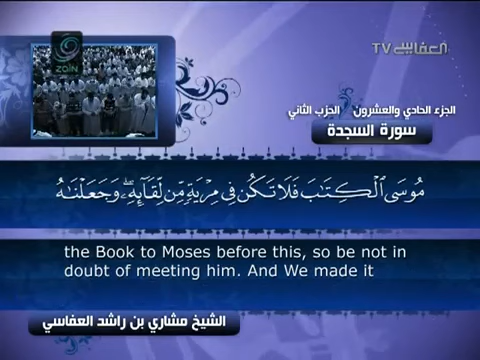 ZOIN
العفاسي TV
الجزء الحادي والعشرون الحزب الثاني
سورة السجدة
مُوسَى ٱلْكِتَٰبَ فَلَا تَكُن فِى مِرْيَةٍ مِّن لِّقَآئِهِۦ ۖ وَجَعَلْنَٰهُ
the Book to Moses before this, so be not in
doubt of meeting him. And We made it
الشيخ مشاري بن راشد العفاسي